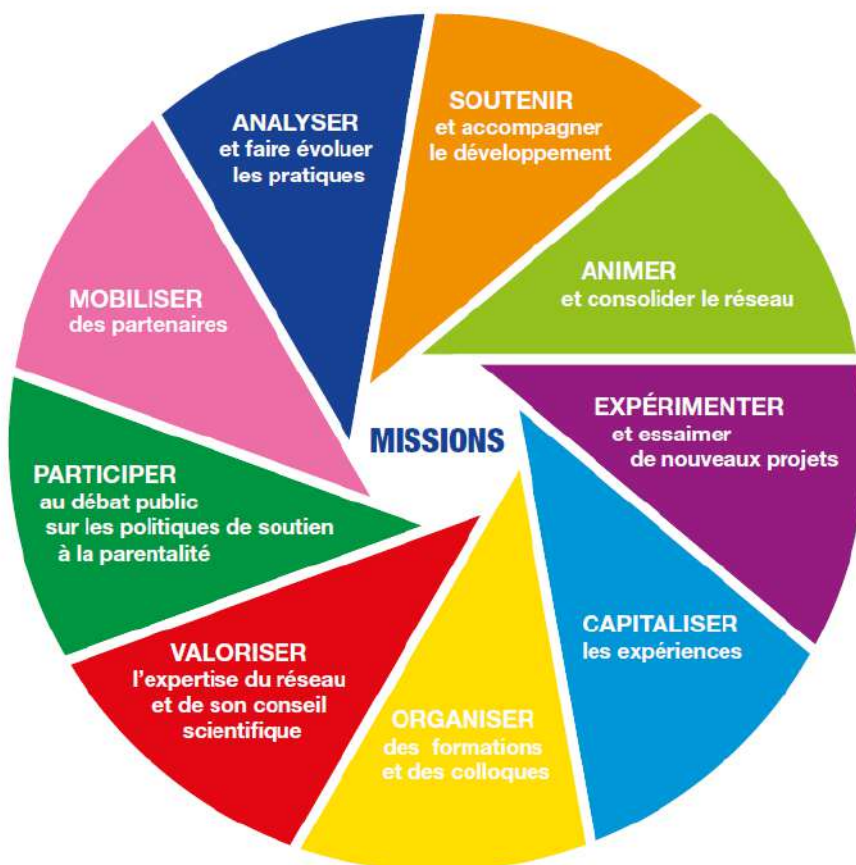 ANALYSER
et faire évoluer
les pratiques
SOUTENIR
et accompagner
le développement
ANIMER
et consolider le réseau
EXPÉRIMENTER
et essaimer
de nouveaux projets
CAPITALISER
les expériences
ORGANISER
des formations
et des colloques
VALORISER
l'expertise du réseau
et de son conseil
scientifique
PARTICIPER
au débat public
sur les politiques de soutien
à la parentalité
MOBILISER
des partenaires
MISSIONS